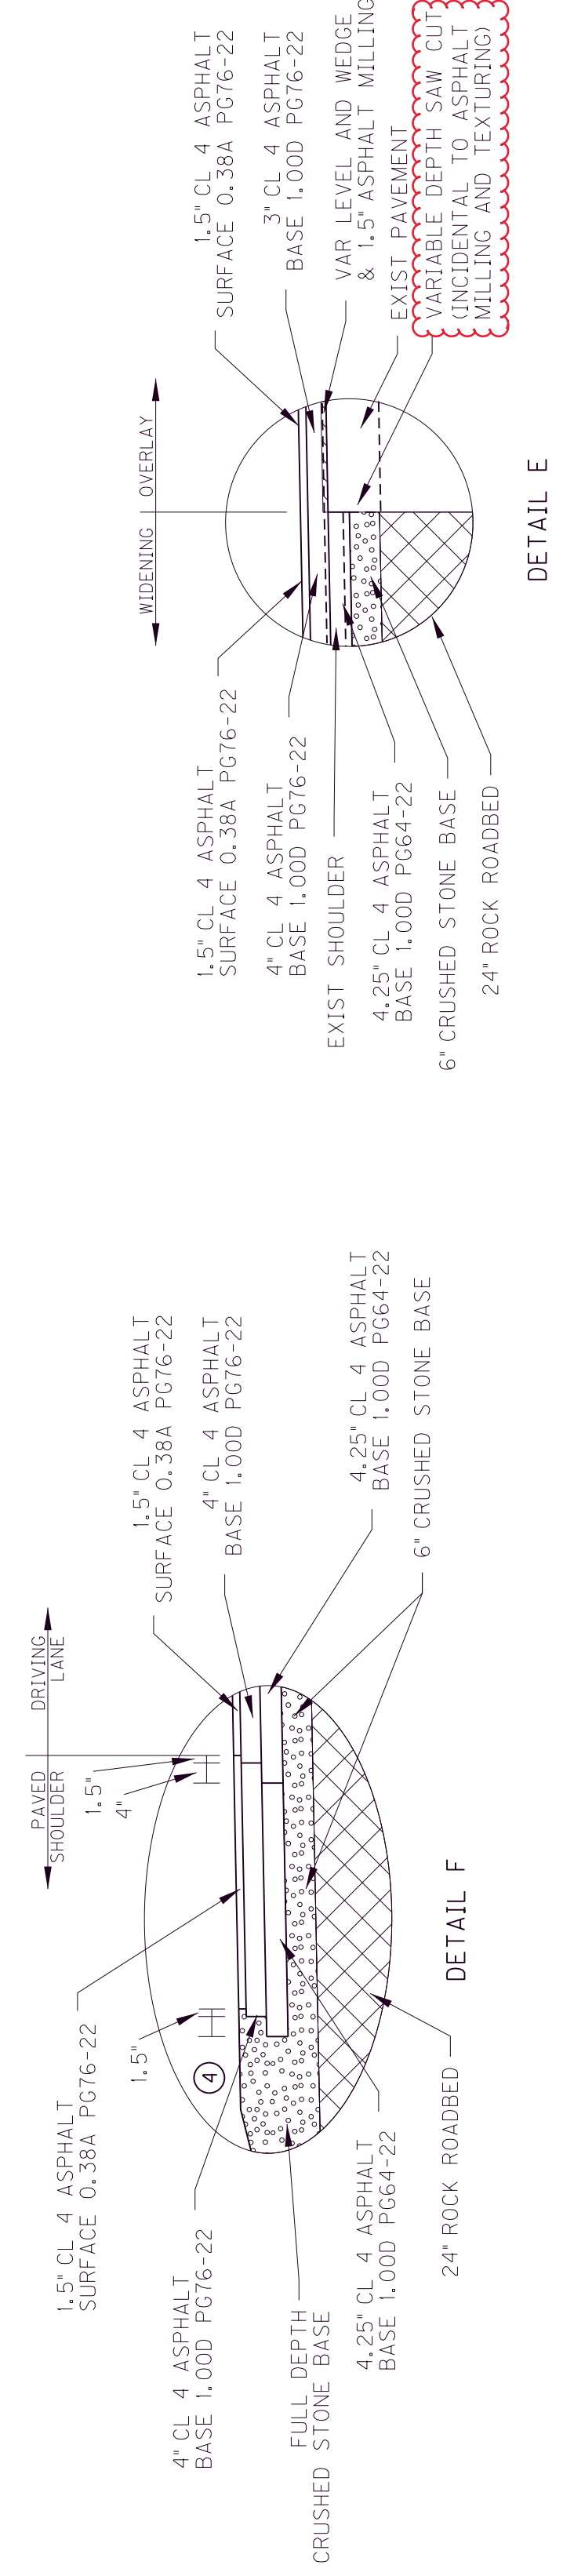 PAVED
SHOULDER
DRIVING
LANE
1.5" CL 4 ASPHALT
SURFACE 0.38A PG76-22
1.5"
4"
1.5" CL 4 ASPHALT
SURFACE 0.38A PG76-22
4" CL 4 ASPHALT
BASE 1.00D PG76-22
1.5"
4
4" CL 4 ASPHALT
BASE 1.00D PG76-22
FULL DEPTH
CRUSHED STONE BASE
4.25" CL 4 ASPHALT
BASE 1.00D PG64-22
24" ROCK ROADBED
4.25" CL 4 ASPHALT
BASE 1.00D PG64-22
6" CRUSHED STONE BASE
DETAIL F
WIDENING
OVERLAY
1.5" CL 4 ASPHALT
SURFACE 0.38A PG76-22
4" CL 4 ASPHALT
BASE 1.00D PG76-22
EXIST SHOULDER
4.25" CL 4 ASPHALT
BASE 1.00D PG64-22
6" CRUSHED STONE BASE
24" ROCK ROADBED
1.5" CL 4 ASPHALT
SURFACE 0.38A PG76-22
3" CL 4 ASPHALT
BASE 1.00D PG76-22
VAR LEVEL AND WEDGE
& 1.5" ASPHALT MILLING
EXIST PAVEMENT
VARIABLE DEPTH SAW CUT
(INCIDENTAL TO ASPHALT
MILLING AND TEXTURING)
DETAIL E